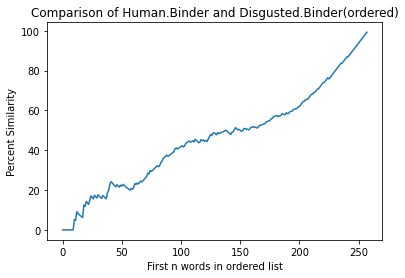 Comparison of Human.Binder and Disgusted.Binder(ordered)
100
80
60
40
20
0
Percent Similarity
0 50 100 150 200 250
First n words in ordered list